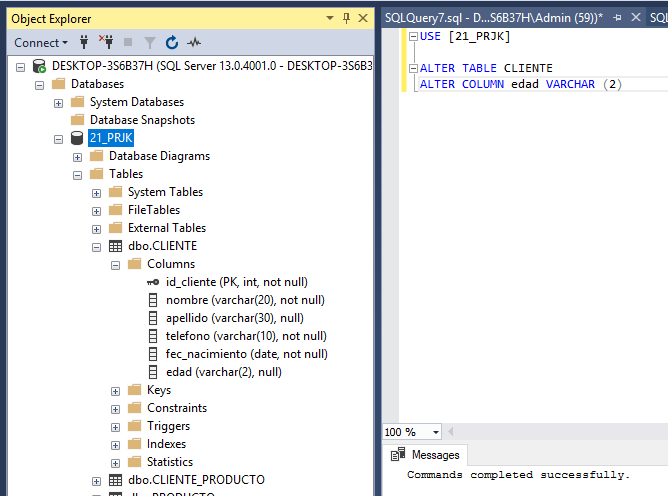 Object Explorer
Connect
DESKTOP-3S6B37H (SQL Server 13.0.4001.0 - DESKTOP-3S6B3
Databases
System Databases
Database Snapshots
21_PRJK
Database Diagrams
Tables
System Tables
FileTables
External Tables
dbo.CLIENTE
Columns
id_cliente (PK, int, not null)
nombre (varchar(20), not null)
apellido (varchar(30), null)
telefono (varchar(10), not null)
fec_nacimiento (date, not null)
edad (varchar(2), null)
Keys
Constraints
Triggers
Indexes
Statistics
dbo.CLIENTE_PRODUCTO
dbo.PRODUCTO
SQLQuery7.sql - D...S6B37H\Admin (59))*
SQL
USE [21_PRJK]
ALTER TABLE CLIENTE
ALTER COLUMN edad VARCHAR (2)
100 %
Messages
Commands completed successfully.